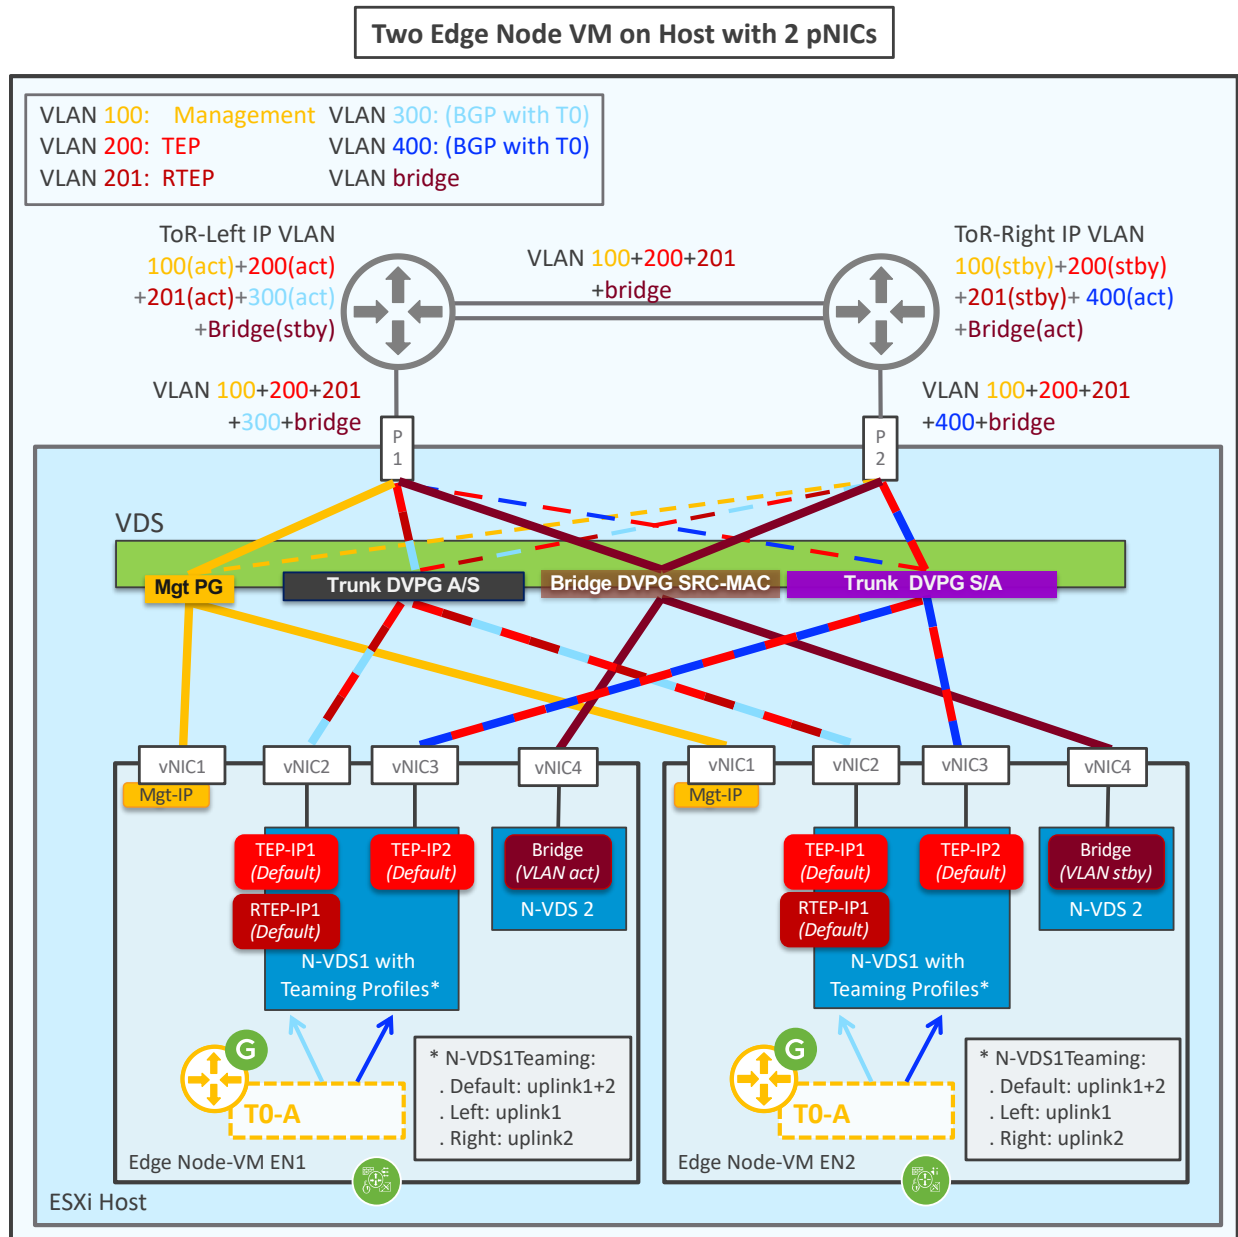 Two Edge Node VM on Host with 2 pNICs
VLAN 100: Management VLAN 300: (BGP with T0)
VLAN 200: TEP VLAN 400: (BGP with T0)
VLAN 201: RTEP VLAN bridge
ToR-Left IP VLAN
100(act)+200(act)
+201(act)+300(act)
+Bridge(stby)
VLAN 100+200+201
+bridge
ToR-Right IP VLAN
100(stby)+200(stby)
+201(stby)+ 400(act)
+Bridge(act)
VLAN 100+200+201
+300+bridge
VLAN 100+200+201
+400+bridge
P
1
P
2
VDS
Mgt PG
Trunk DVPG A/S
Bridge DVPG SRC-MAC
Trunk DVPG S/A
vNIC1
vNIC2
vNIC3
vNIC4
vNIC1
vNIC2
vNIC3
vNIC4
Mgt-IP
TEP-IP1
(Default)
TEP-IP2
(Default)
Bridge
(VLAN act)
RTEP-IP1
(Default)
N-VDS 2
N-VDS1 with
Teaming Profiles*
G
T0-A
* N-VDS1Teaming:
. Default: uplink1+2
. Left: uplink1
. Right: uplink2
Edge Node-VM EN1
Mgt-IP
TEP-IP1
(Default)
TEP-IP2
(Default)
Bridge
(VLAN stby)
RTEP-IP1
(Default)
N-VDS 2
N-VDS1 with
Teaming Profiles*
G
T0-A
* N-VDS1Teaming:
. Default: uplink1+2
. Left: uplink1
. Right: uplink2
Edge Node-VM EN2
ESXi Host